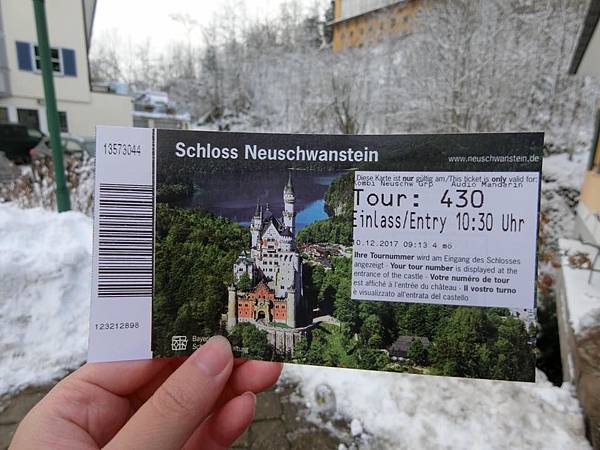 13573044
Schloss Neuschwanstein
www.neuschwanstein.de
Diese Karte ist nur gültig am/This ticket is only valid for:
Kombi Neuschw Grp Audio Mandarin
Tour: 430
Einlass/Entry 10:30 Uhr
10.12.2017 09:13 4 mö
Ihre Tournummer wird am Eingang des Schlosses
angezeigt · Your tour number is displayed at the
entrance of the castle · Votre numéro de tour
est affiché à l'entrée du château · Il vostro turno
è visualizzato all'entrata del castello
123212898